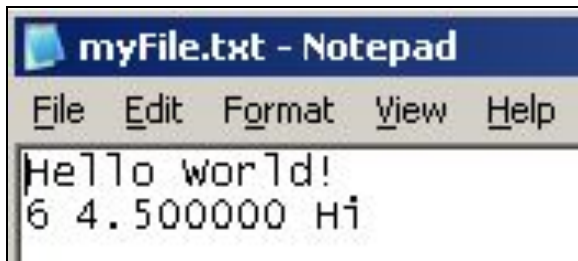 myFile.txt - Notepad
File Edit Format View Help
Hello World!
6 4.500000 Hi